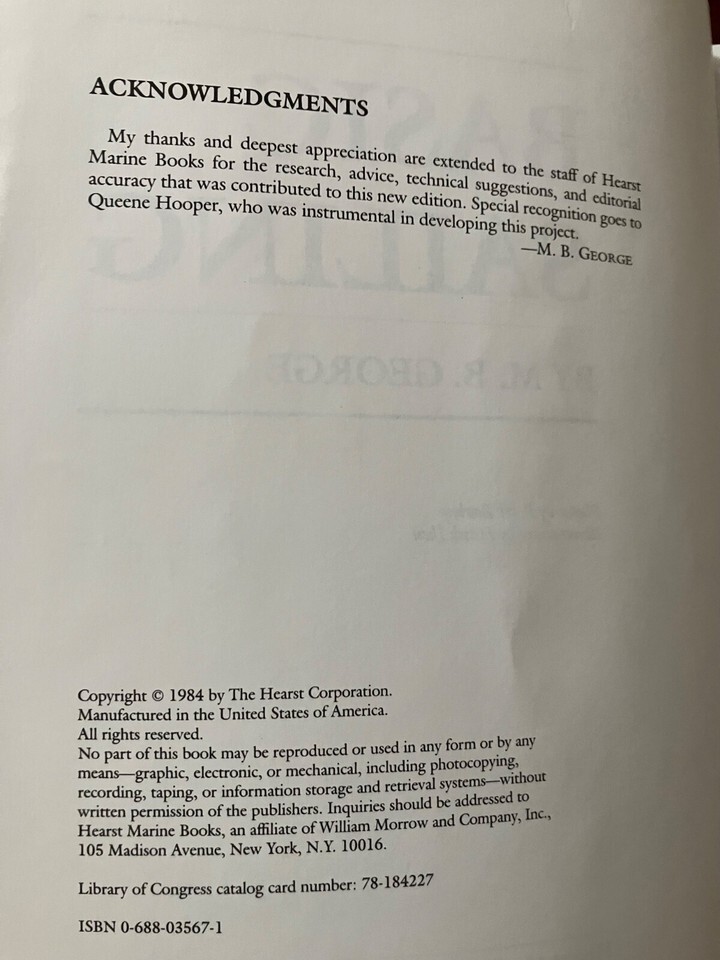 ACKNOWLEDGMENTS
My thanks and deepest appreciation are extended to the staff of Hearst
Marine Books for the research, advice, technical suggestions, and editorial
accuracy that was contributed to this new edition. Special recognition goes to
Queene Hooper, who was instrumental in developing this project.
—M. B. GEORGE
SAILING
BY M. B. GEORGE
Copyright © 1984 by The Hearst Corporation.
Manufactured in the United States of America.
All rights reserved.
No part of this book may be reproduced or used in any form or by any
means—graphic, electronic, or mechanical, including photocopying,
recording, taping, or information storage and retrieval systems—without
written permission of the publishers. Inquiries should be addressed to
Hearst Marine Books, an affiliate of William Morrow and Company, Inc.,
105 Madison Avenue, New York, N.Y. 10016.
Library of Congress catalog card number: 78-184227
ISBN 0-688-03567-1